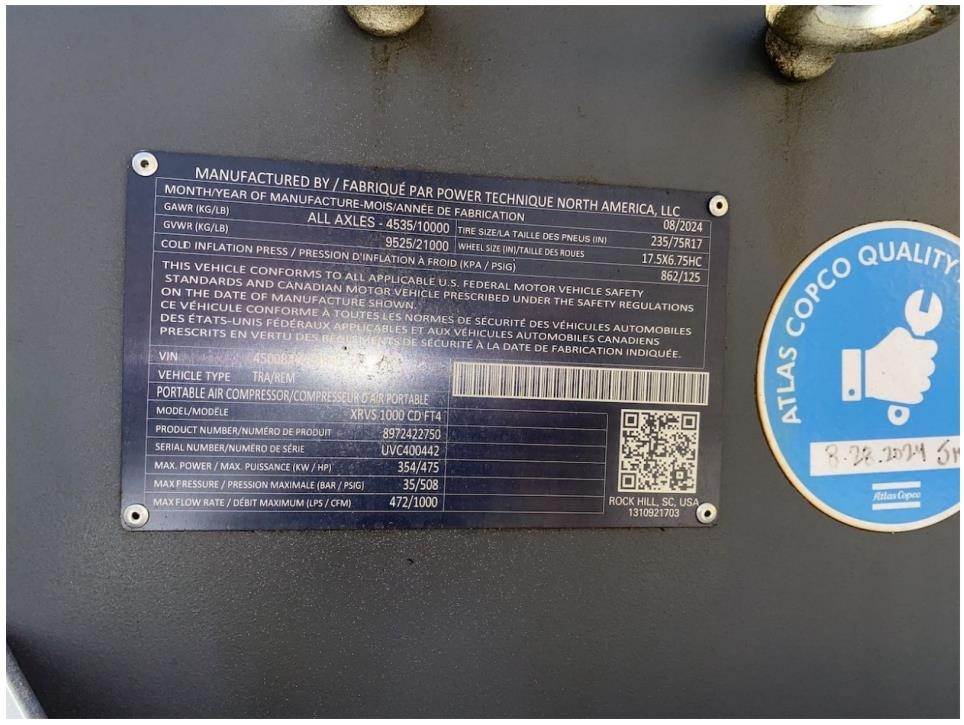 MANUFACTURED BY / FABRIQUÉ PAR POWER TECHNIQUE NORTH AMERICA, LLC
MONTH/YEAR OF MANUFACTURE-MOIS/ANNÉE DE FABRICATION 08/2024
GAWR (KG/LB) ALL AXLES - 4535/10000 TIRE SIZE/LA TAILLE DES PNEUS (IN) 235/75R17
GVWR (KG/LB) 9525/21000 WHEEL SIZE (IN)/TAILLE DES ROUES 17.5X6.75HC
COLD INFLATION PRESS / PRESSION D'INFLATION À FROID (KPA / PSIG) 862/125
THIS VEHICLE CONFORMS TO ALL APPLICABLE U.S. FEDERAL MOTOR VEHICLE SAFETY
STANDARDS AND CANADIAN MOTOR VEHICLE PRESCRIBED UNDER THE SAFETY REGULATIONS
ON THE DATE OF MANUFACTURE SHOWN.
CE VÉHICULE CONFORME À TOUTES LES NORMES DE SÉCURITÉ DES VÉHICULES AUTOMOBILES
DES ÉTATS-UNIS FÉDÉRAUX APPLICABLES ET AUX VÉHICULES AUTOMOBILES CANADIENS
PRESCRITS EN VERTU DES RÈGLEMENTS DE SÉCURITÉ À LA DATE DE FABRICATION INDIQUÉE.
VIN
VEHICLE TYPE TRA/REM
PORTABLE AIR COMPRESSOR/COMPRESSEUR D'AIR PORTABLE
MODEL/MODÈLE XRVS 1000 CD FT4
PRODUCT NUMBER/NUMÉRO DE PRODUIT 8972422750
SERIAL NUMBER/NUMÉRO DE SÉRIE UVC400442
MAX. POWER / MAX. PUISSANCE (KW / HP) 354/475
MAX PRESSURE / PRESSION MAXIMALE (BAR / PSIG) 35/508
MAX FLOW RATE / DÉBIT MAXIMUM (LPS / CFM) 472/1000
ROCK HILL, SC, USA
1310921703
ATLAS COPCO QUALITY
8-28-2024
Atlas Copco